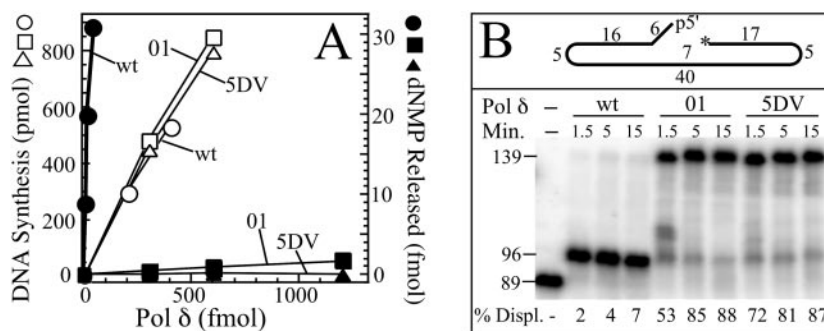 A
DNA Synthesis (pmol)
800
600
400
200
0
0
400
800
1200
Pol δ (fmol)
30
20
10
0
dNMP Released (fmol)
wt
01
5DV
wt
01
5DV
B
p5'
16
6
*
17
5
7
5
40
Pol δ – wt 01 5DV
Min. – 1.5 5 15 1.5 5 15 1.5 5 15
139
96
89
% Displ. - 2 4 7 53 85 88 72 81 87